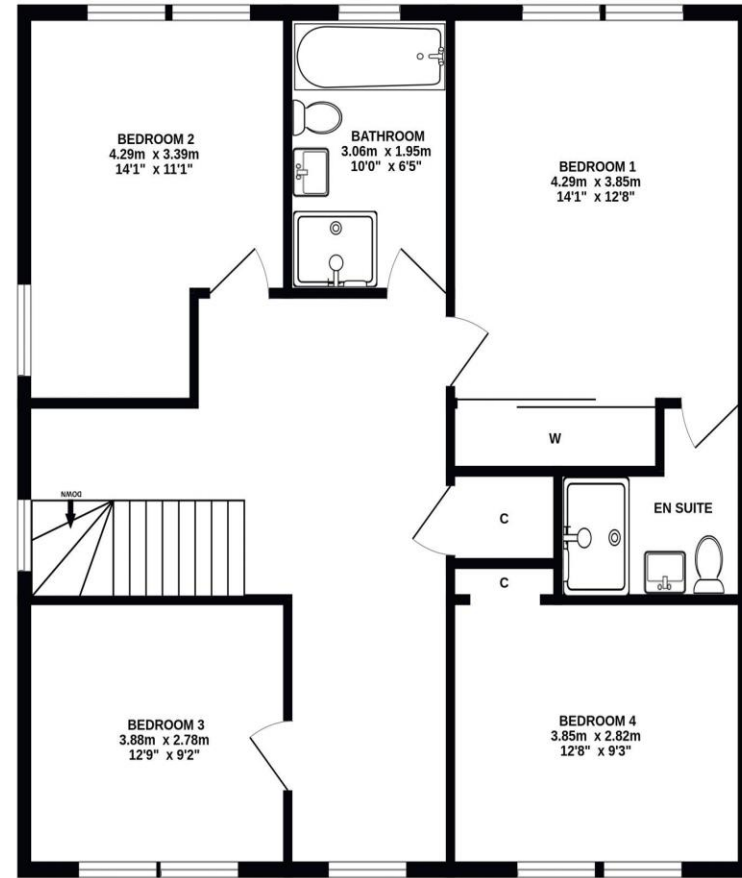 BEDROOM 2
4.29m x 3.39m
14'1" x 11'1"
BATHROOM
3.06m x 1.95m
10'0" x 6'5"
BEDROOM 1
4.29m x 3.85m
14'1" x 12'8"
W
DOWN
C
EN SUITE
C
BEDROOM 3
3.88m x 2.78m
12'9" x 9'2"
BEDROOM 4
3.85m x 2.82m
12'8" x 9'3"